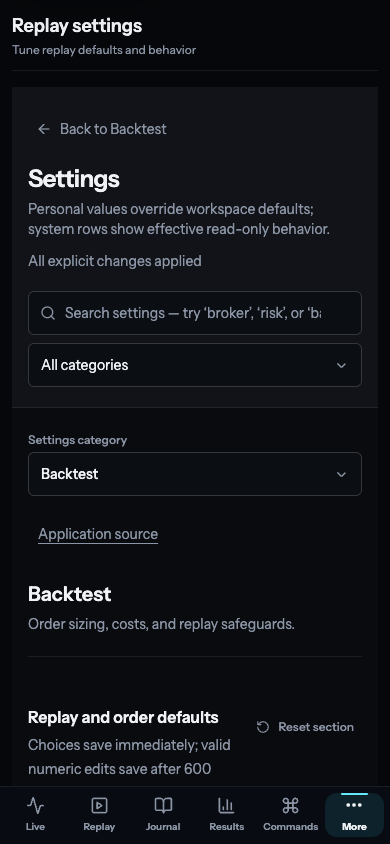 Replay settings
Tune replay defaults and behavior
Back to Backtest
Settings
Personal values override workspace defaults;
system rows show effective read-only behavior.
All explicit changes applied
Search settings — try ‘broker’, ‘risk’, or ‘ba
All categories
Settings category
Backtest
Application source
Backtest
Order sizing, costs, and replay safeguards.
Replay and order defaults
Reset section
Choices save immediately; valid
numeric edits save after 600
Live
Replay
Journal
Results
Commands
More